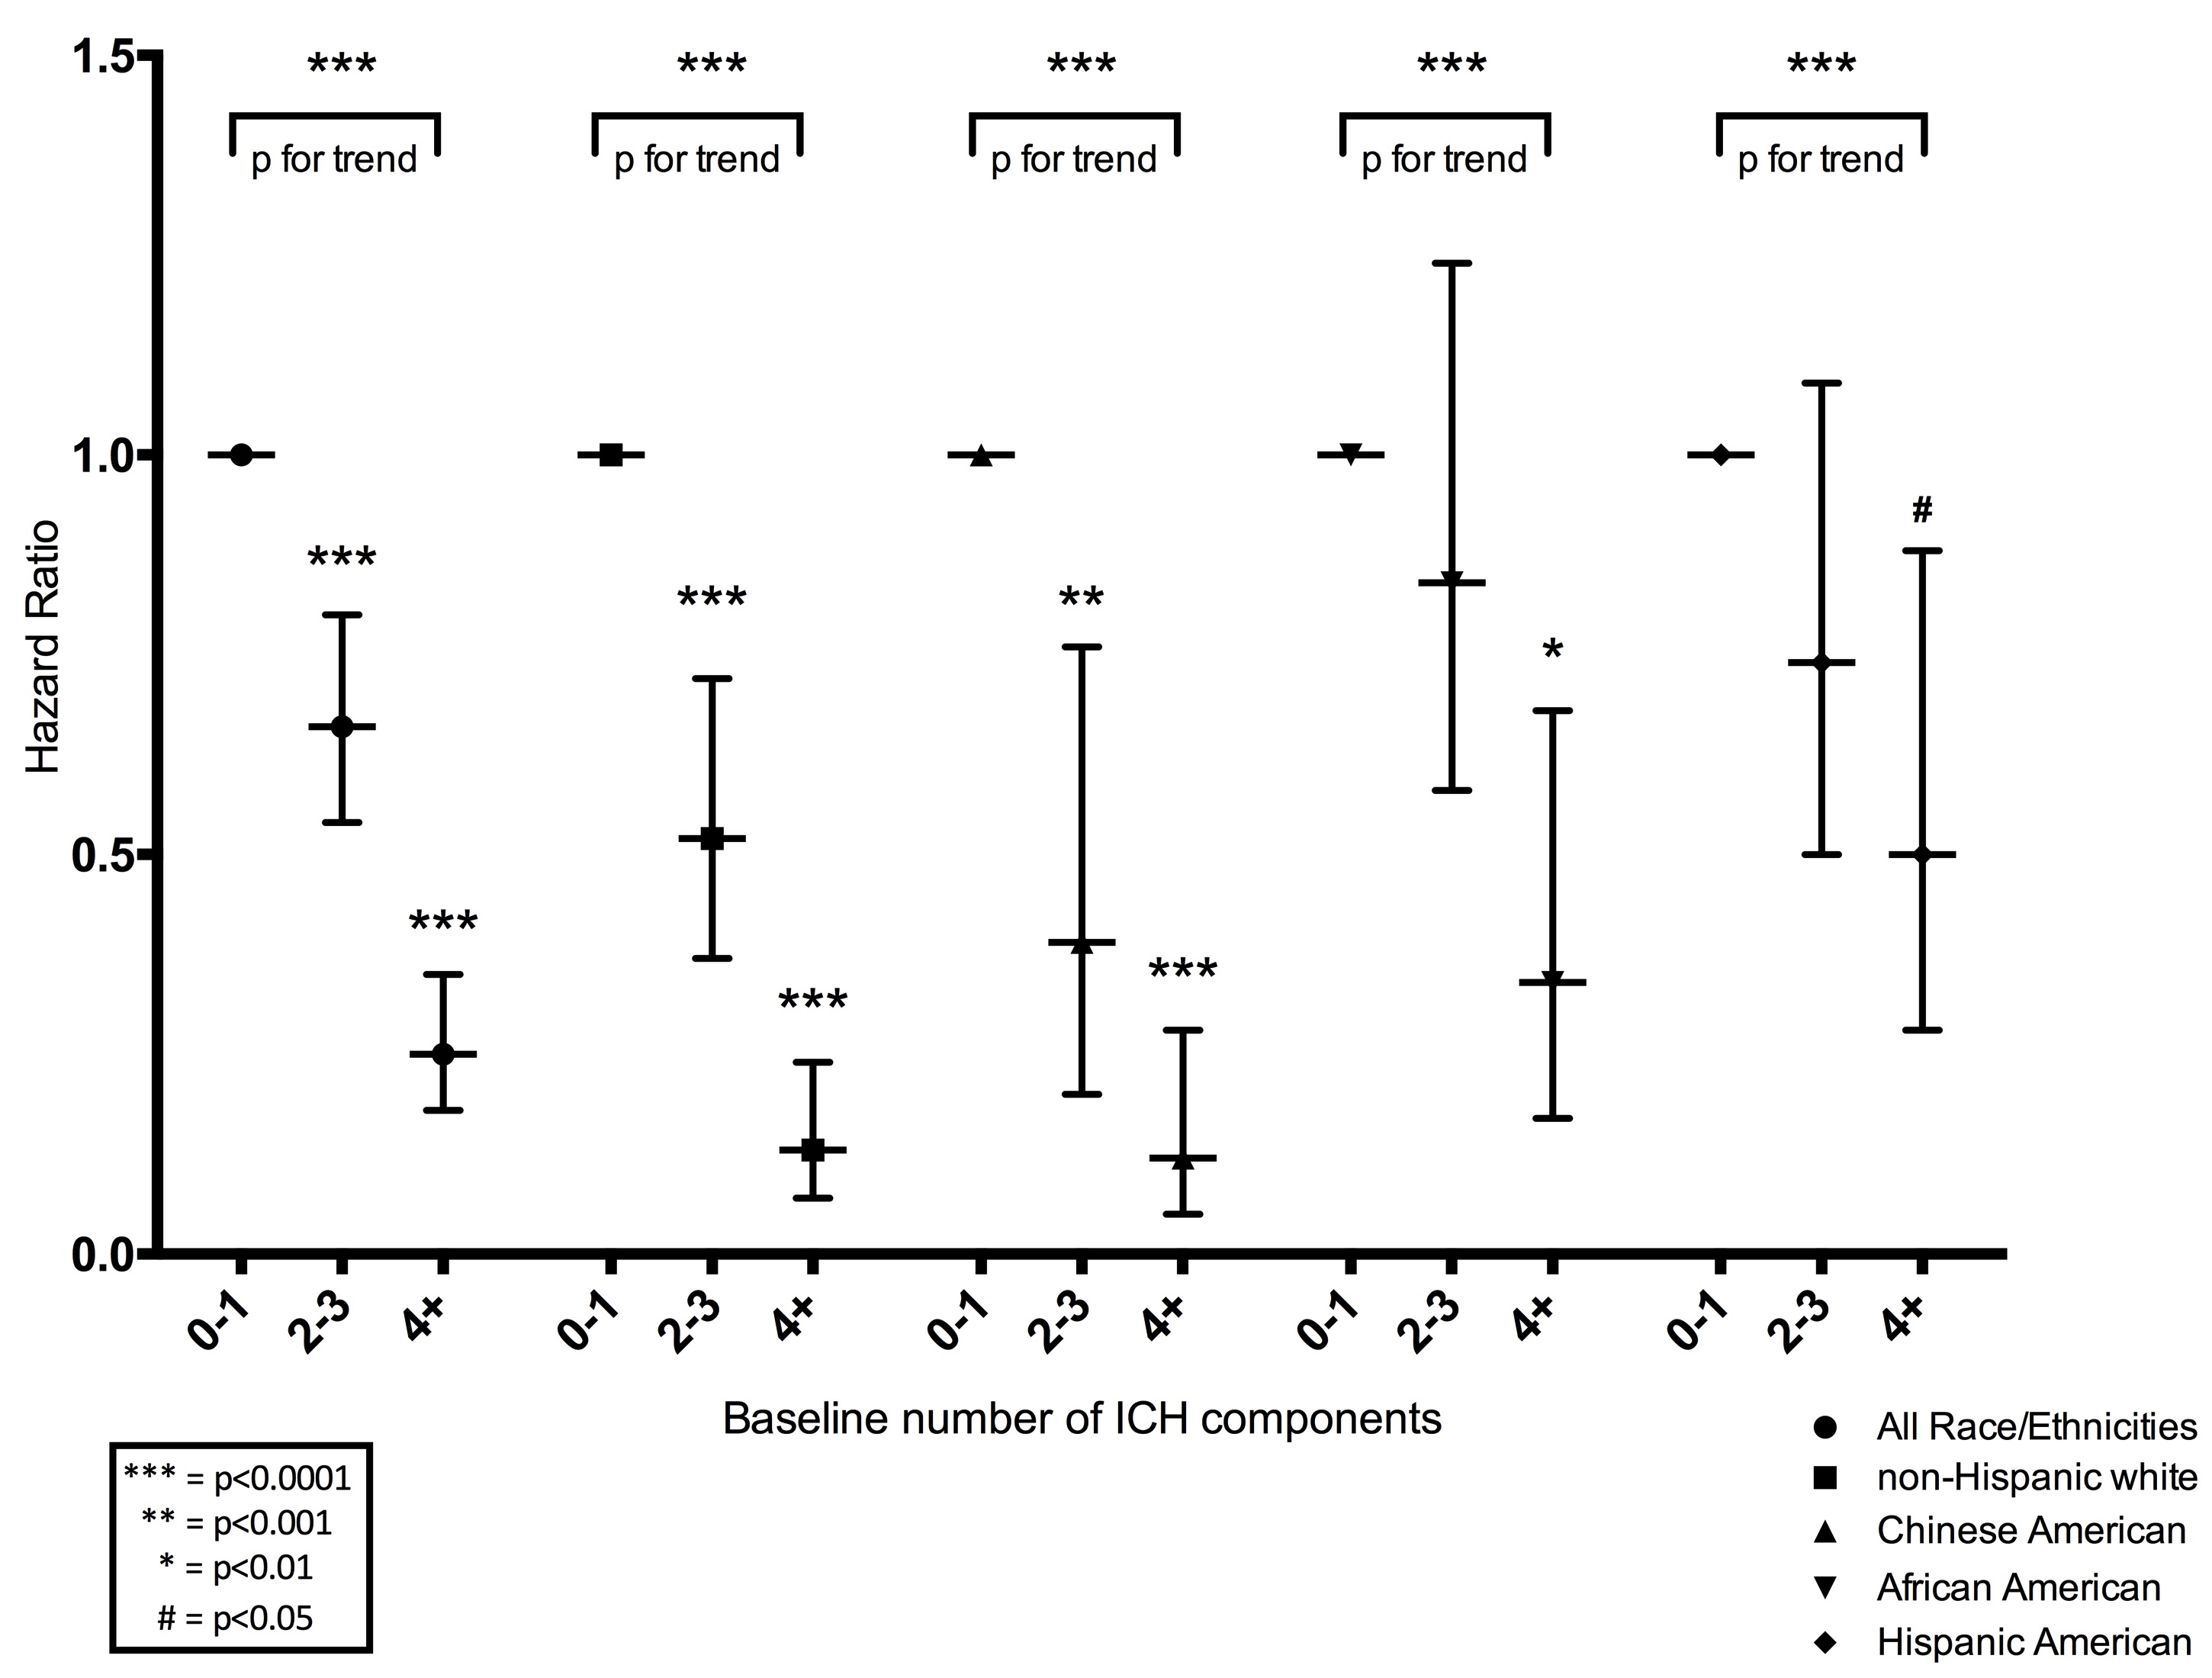 1.5
*** *** *** *** ***
p for trend p for trend p for trend p for trend p for trend
1.0
#
***
*** **
*
Hazard Ratio
0.5
***
***
***
0.0
0-1 2-3 4+ 0-1 2-3 4+ 0-1 2-3 4+ 0-1 2-3 4+ 0-1 2-3 4+
Baseline number of ICH components
*** = p<0.0001
** = p<0.001
* = p<0.01
# = p<0.05
All Race/Ethnicities
non-Hispanic white
Chinese American
African American
Hispanic American